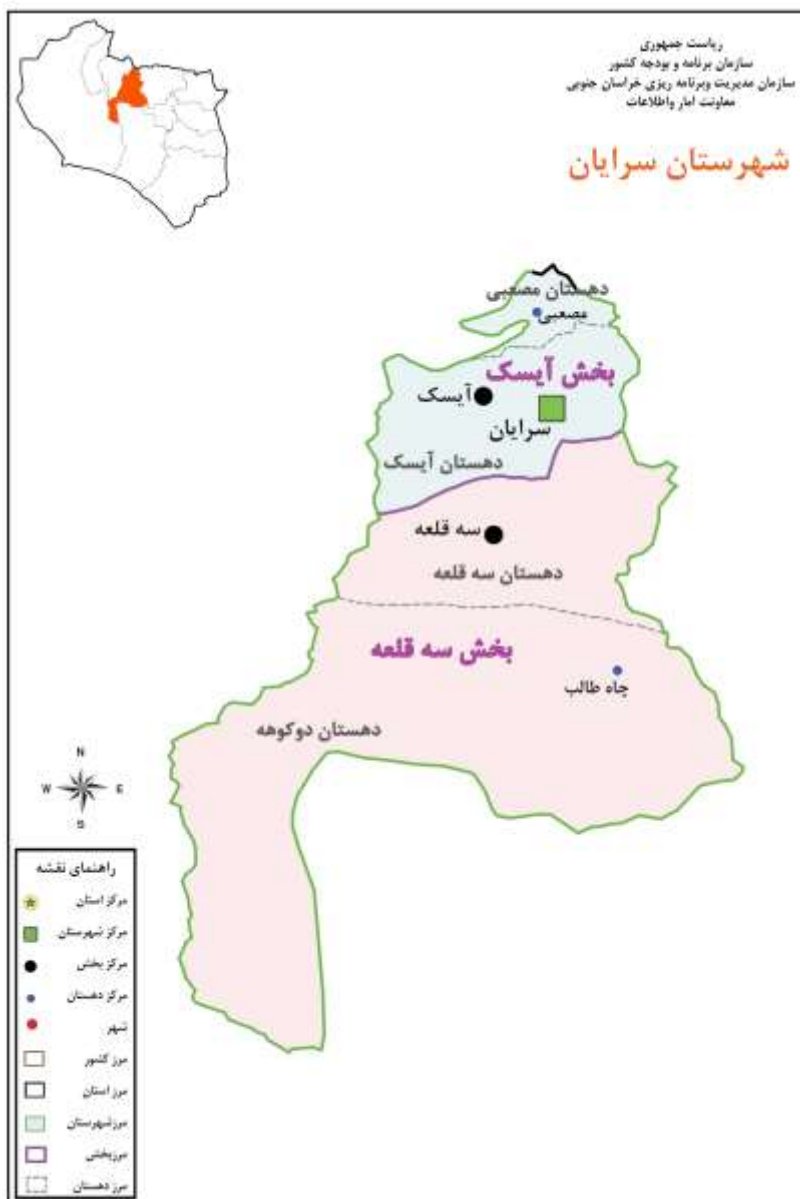 ریاست جمهوری
سازمان برنامه و بودجه کشور
سازمان مدیریت وبرنامه ریزی خراسان جنوبی
معاونت امار واطلاعات
شهرستان سرایان
دهستان مصعبی
مصعبی
بخش آیسک
آیسک
سرایان
دهستان آیسک
سه قلعه
دهستان سه قلعه
بخش سه قلعه
چاه طالب
دهستان دوکوهه
N
W E
S
راهنمای نقشه
مرکز استان
مرکز شهرستان
مرکز بخش
مرکز دهستان
شهر
مرز کشور
مرز استان
مرزشهرستان
مرزبخش
مرز دهستان